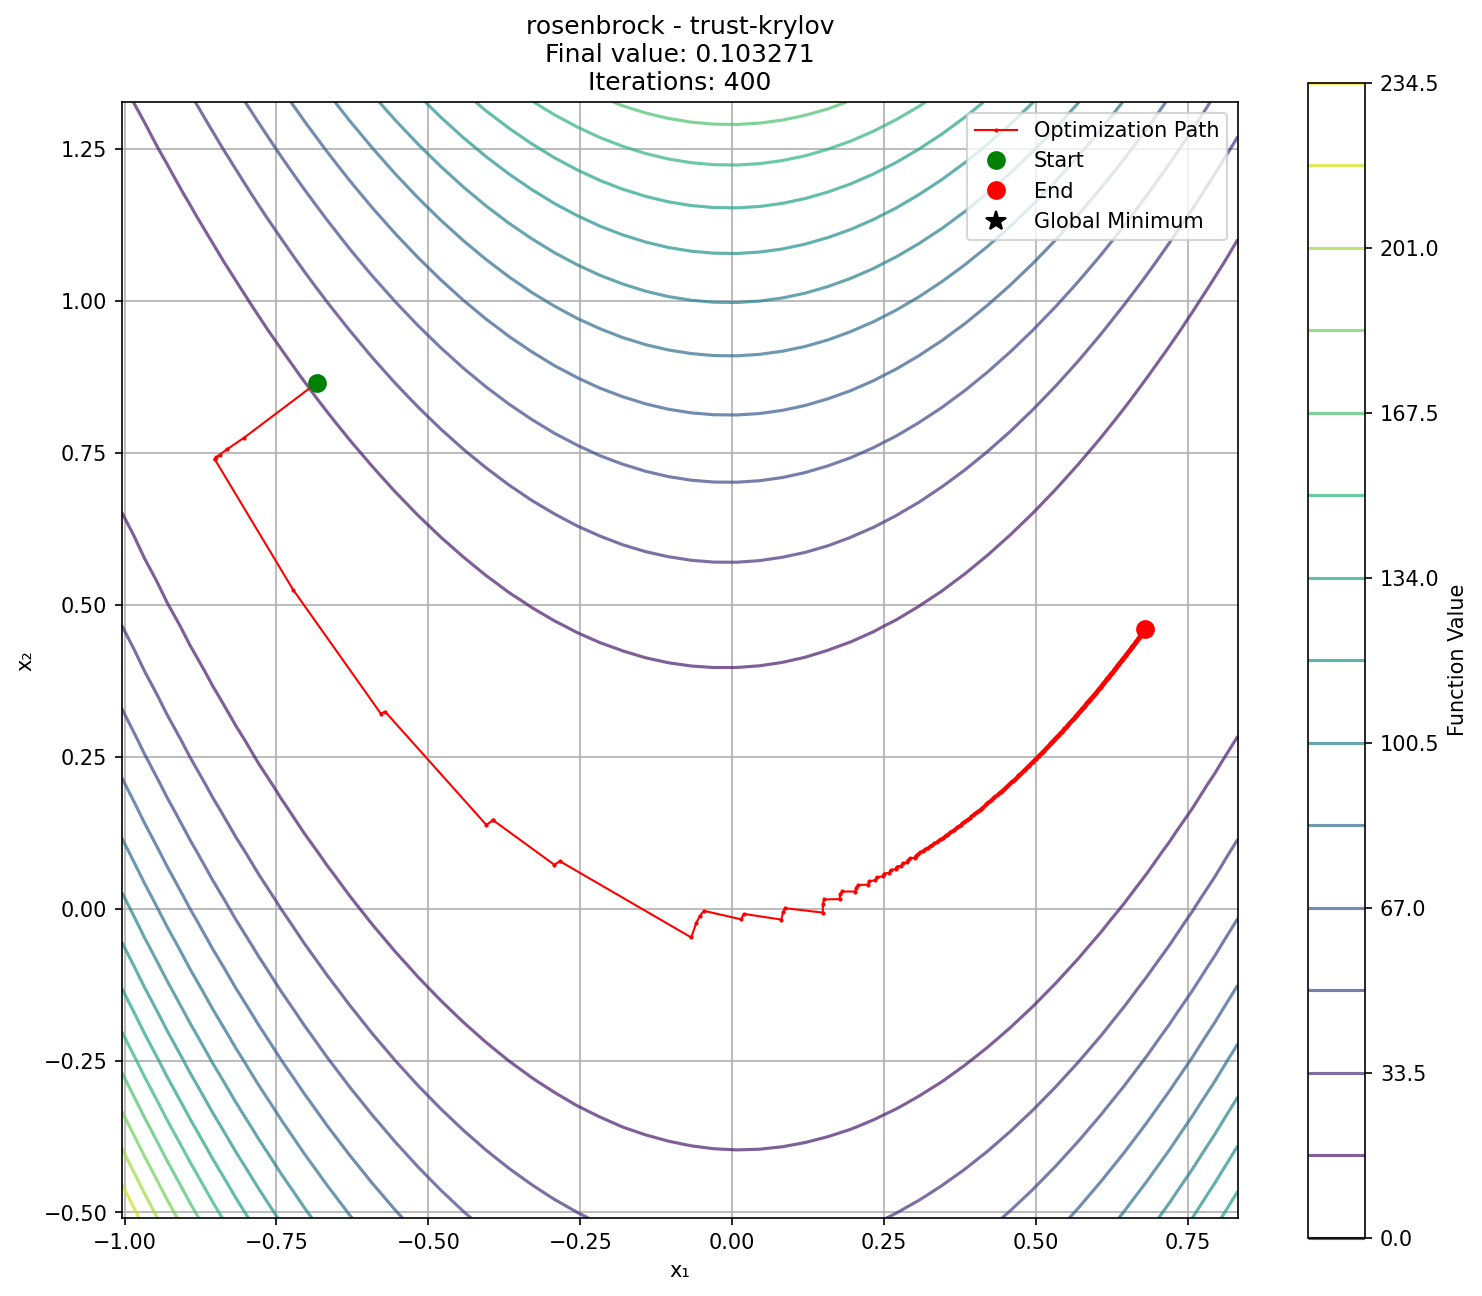 rosenbrock - trust-krylov
Final value: 0.103271
Iterations: 400
Optimization Path
Start
End
Global Minimum
1.25
1.00
0.75
0.50
0.25
0.00
−0.25
−0.50
x₂
−1.00
−0.75
−0.50
−0.25
0.00
0.25
0.50
0.75
x₁
234.5
201.0
167.5
134.0
100.5
67.0
33.5
0.0
Function Value